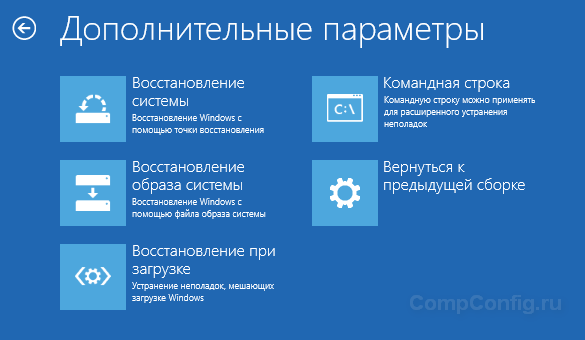 Дополнительные параметры
Восстановление
системы
Восстановление Windows с
помощью точки восстановления
Восстановление
образа системы
Восстановление Windows с
помощью файла образа системы
Восстановление при
загрузке
Устранение неполадок, мешающих
загрузке Windows
C:\
Командная строка
Командную строку можно применять
для расширенного устранения
неполадок
Вернуться к
предыдущей сборке
CompConfig.ru